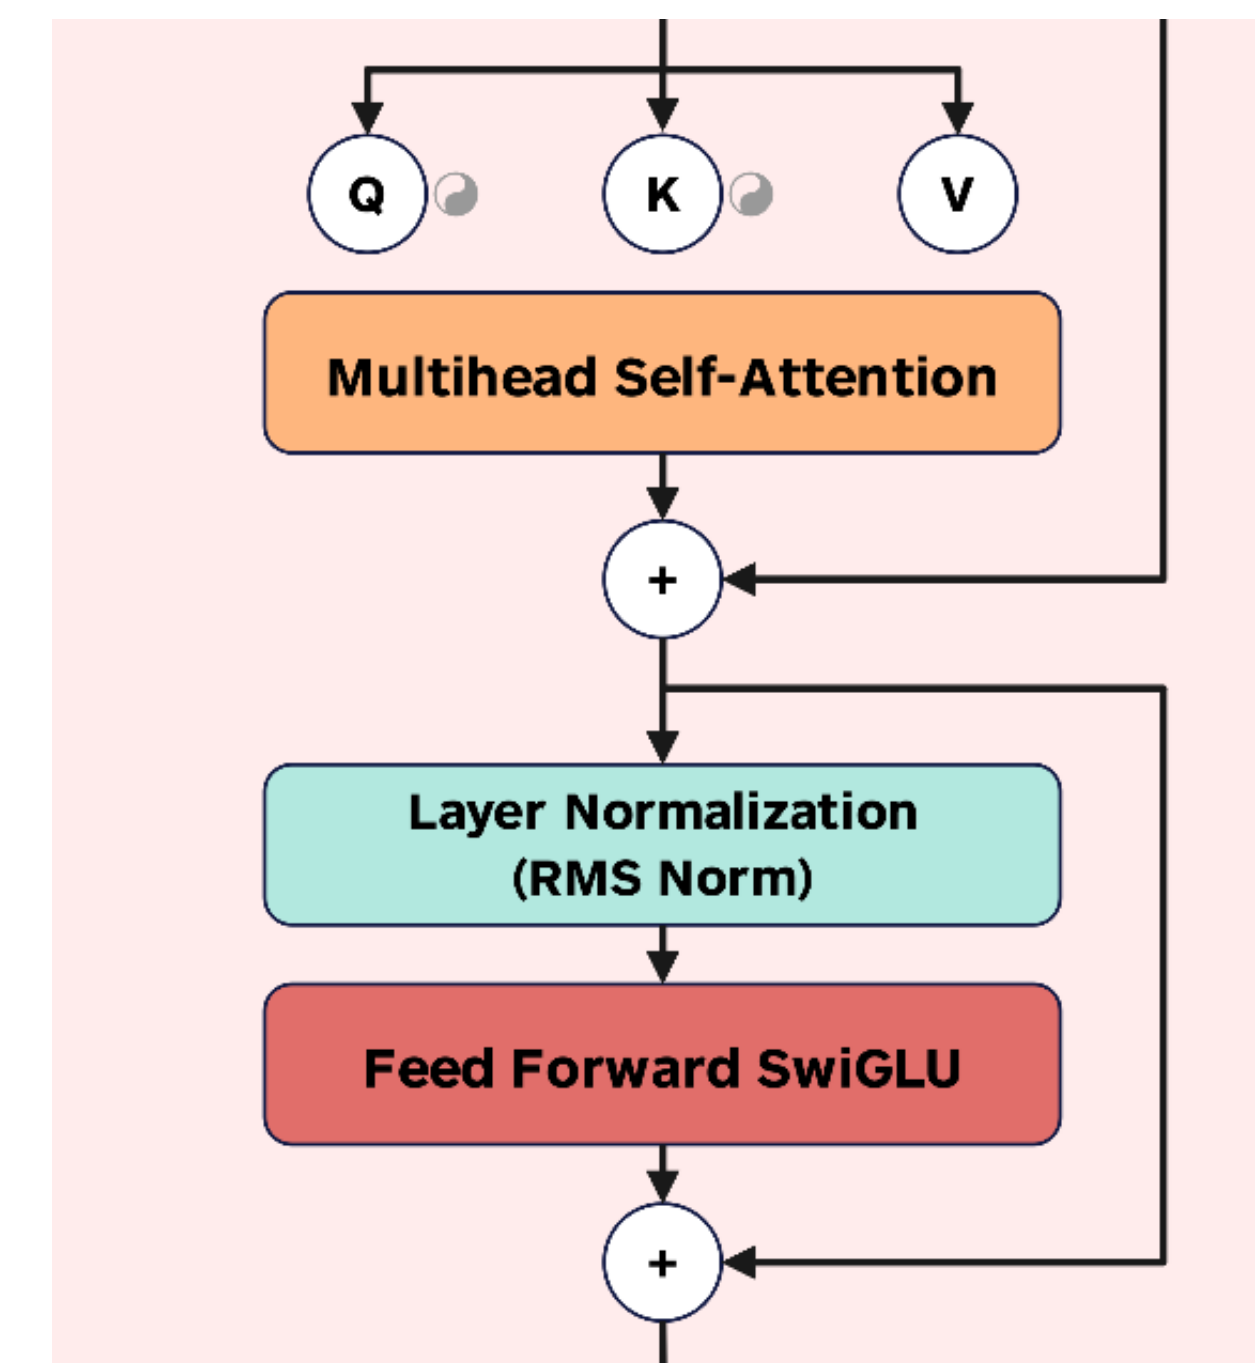 Q K V
Multihead Self-Attention
+
Layer Normalization
(RMS Norm)
Feed Forward SwiGLU
+